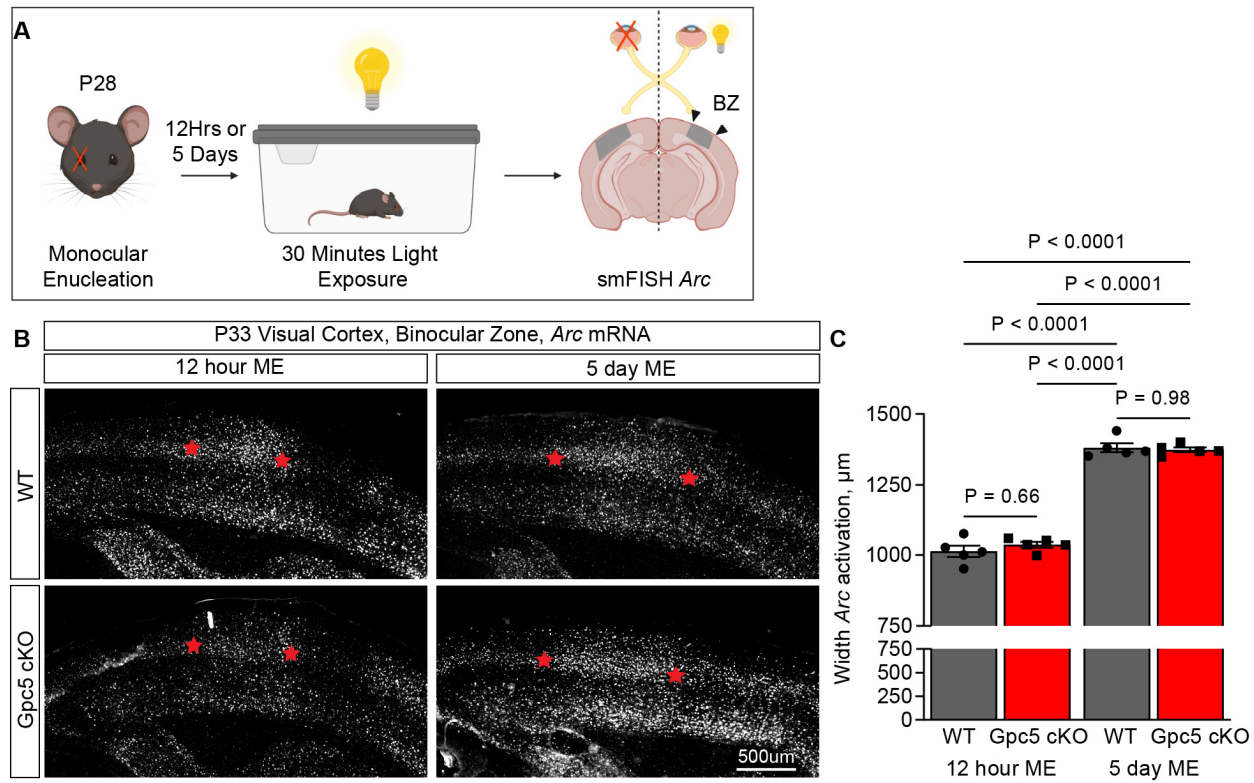 A
P28
12Hrs or
5 Days
BZ
Monocular
Enucleation
30 Minutes Light
Exposure
smFISH Arc
B
P33 Visual Cortex, Binocular Zone, Arc mRNA
12 hour ME
5 day ME
WT
Gpc5 cKO
500um
C
P < 0.0001
P < 0.0001
P < 0.0001
P < 0.0001
P = 0.98
P = 0.66
Width Arc activation, µm
1500
1250
1000
750
750
500
250
0
WT Gpc5 cKO WT Gpc5 cKO
12 hour ME 5 day ME